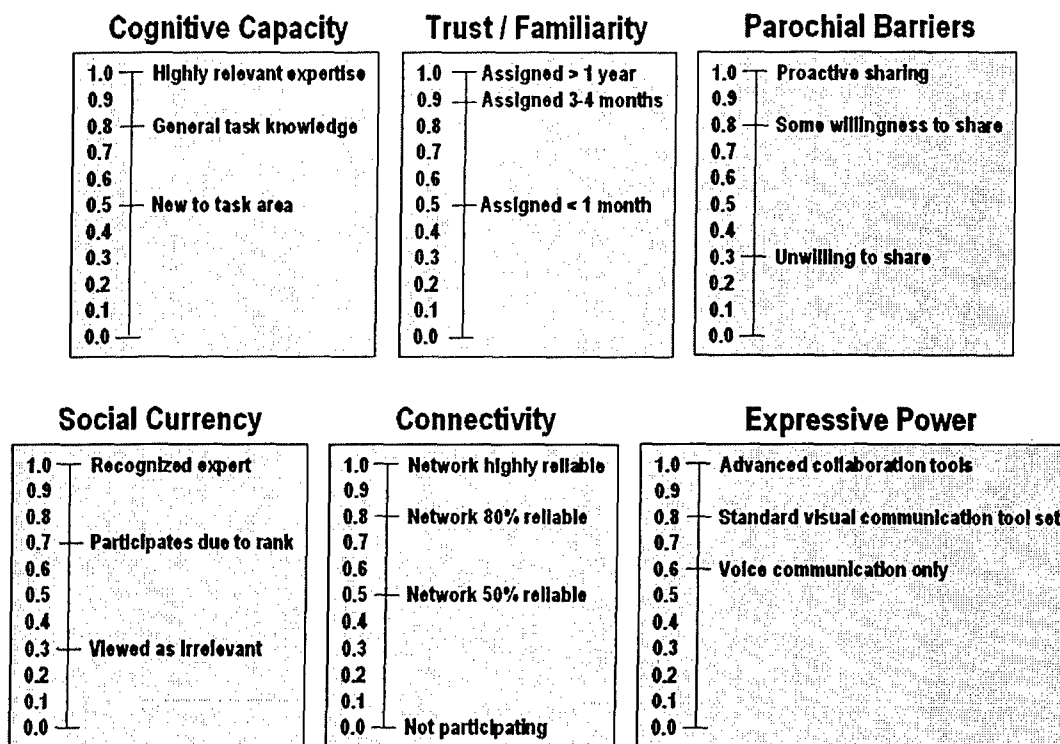 Cognitive Capacity
1.0 Highly relevant expertise
0.9
0.8 General task knowledge
0.7
0.6
0.5 New to task area
0.4
0.3
0.2
0.1
0.0
Trust / Familiarity
1.0 Assigned > 1 year
0.9 Assigned 3-4 months
0.8
0.7
0.6
0.5 Assigned < 1 month
0.4
0.3
0.2
0.1
0.0
Parochial Barriers
1.0 Proactive sharing
0.9
0.8 Some willingness to share
0.7
0.6
0.5
0.4
0.3 Unwilling to share
0.2
0.1
0.0
Social Currency
1.0 Recognized expert
0.9
0.8
0.7 Participates due to rank
0.6
0.5
0.4
0.3 Viewed as irrelevant
0.2
0.1
0.0
Connectivity
1.0 Network highly reliable
0.9
0.8 Network 80% reliable
0.7
0.6
0.5 Network 50% reliable
0.4
0.3
0.2
0.1
0.0 Not participating
Expressive Power
1.0 Advanced collaboration tools
0.9
0.8 Standard visual communication tool set
0.7
0.6 Voice communication only
0.5
0.4
0.3
0.2
0.1
0.0